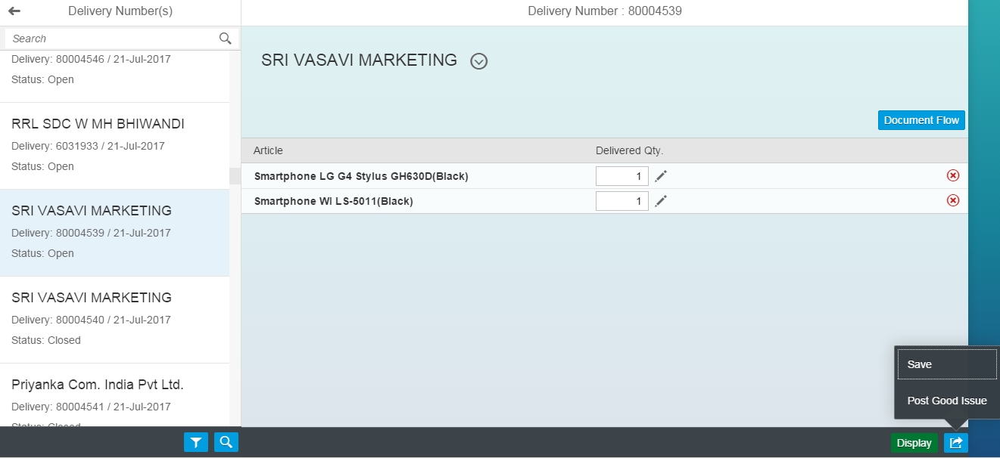 Delivery Number(s)
Search
Delivery: 80004546 / 21-Jul-2017
Status: Open
RRL SDC W MH BHIWANDI
Delivery: 6031933 / 21-Jul-2017
Status: Open
SRI VASAVI MARKETING
Delivery: 80004539 / 21-Jul-2017
Status: Open
SRI VASAVI MARKETING
Delivery: 80004540 / 21-Jul-2017
Status: Closed
Priyanka Com. India Pvt Ltd.
Delivery: 80004541 / 21-Jul-2017
Status: Closed
Delivery Number : 80004539
SRI VASAVI MARKETING
Document Flow
Article Delivered Qty.
Smartphone LG G4 Stylus GH630D(Black) 1
Smartphone WI LS-5011(Black) 1
Save
Post Good Issue
Display